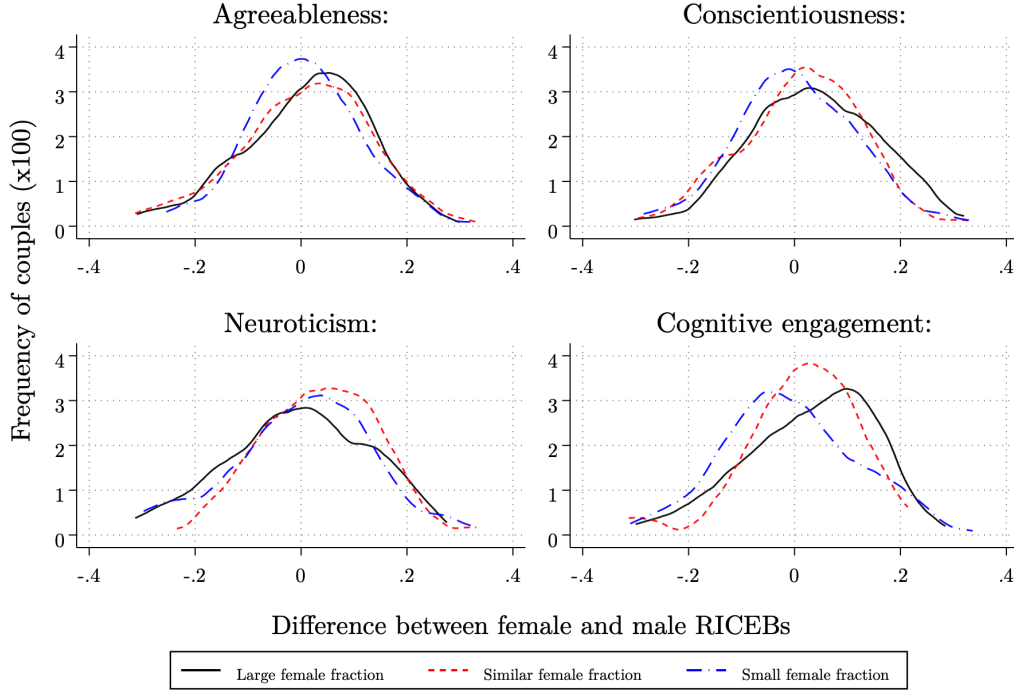 Agreeableness:
Conscientiousness:
4
3
2
1
0
-.4 -.2 0 .2 .4
4
3
2
1
0
-.4 -.2 0 .2 .4
Neuroticism:
Cognitive engagement:
4
3
2
1
0
-.4 -.2 0 .2 .4
4
3
2
1
0
-.4 -.2 0 .2 .4
Frequency of couples (x100)
Difference between female and male RICEBs
Large female fraction Similar female fraction Small female fraction